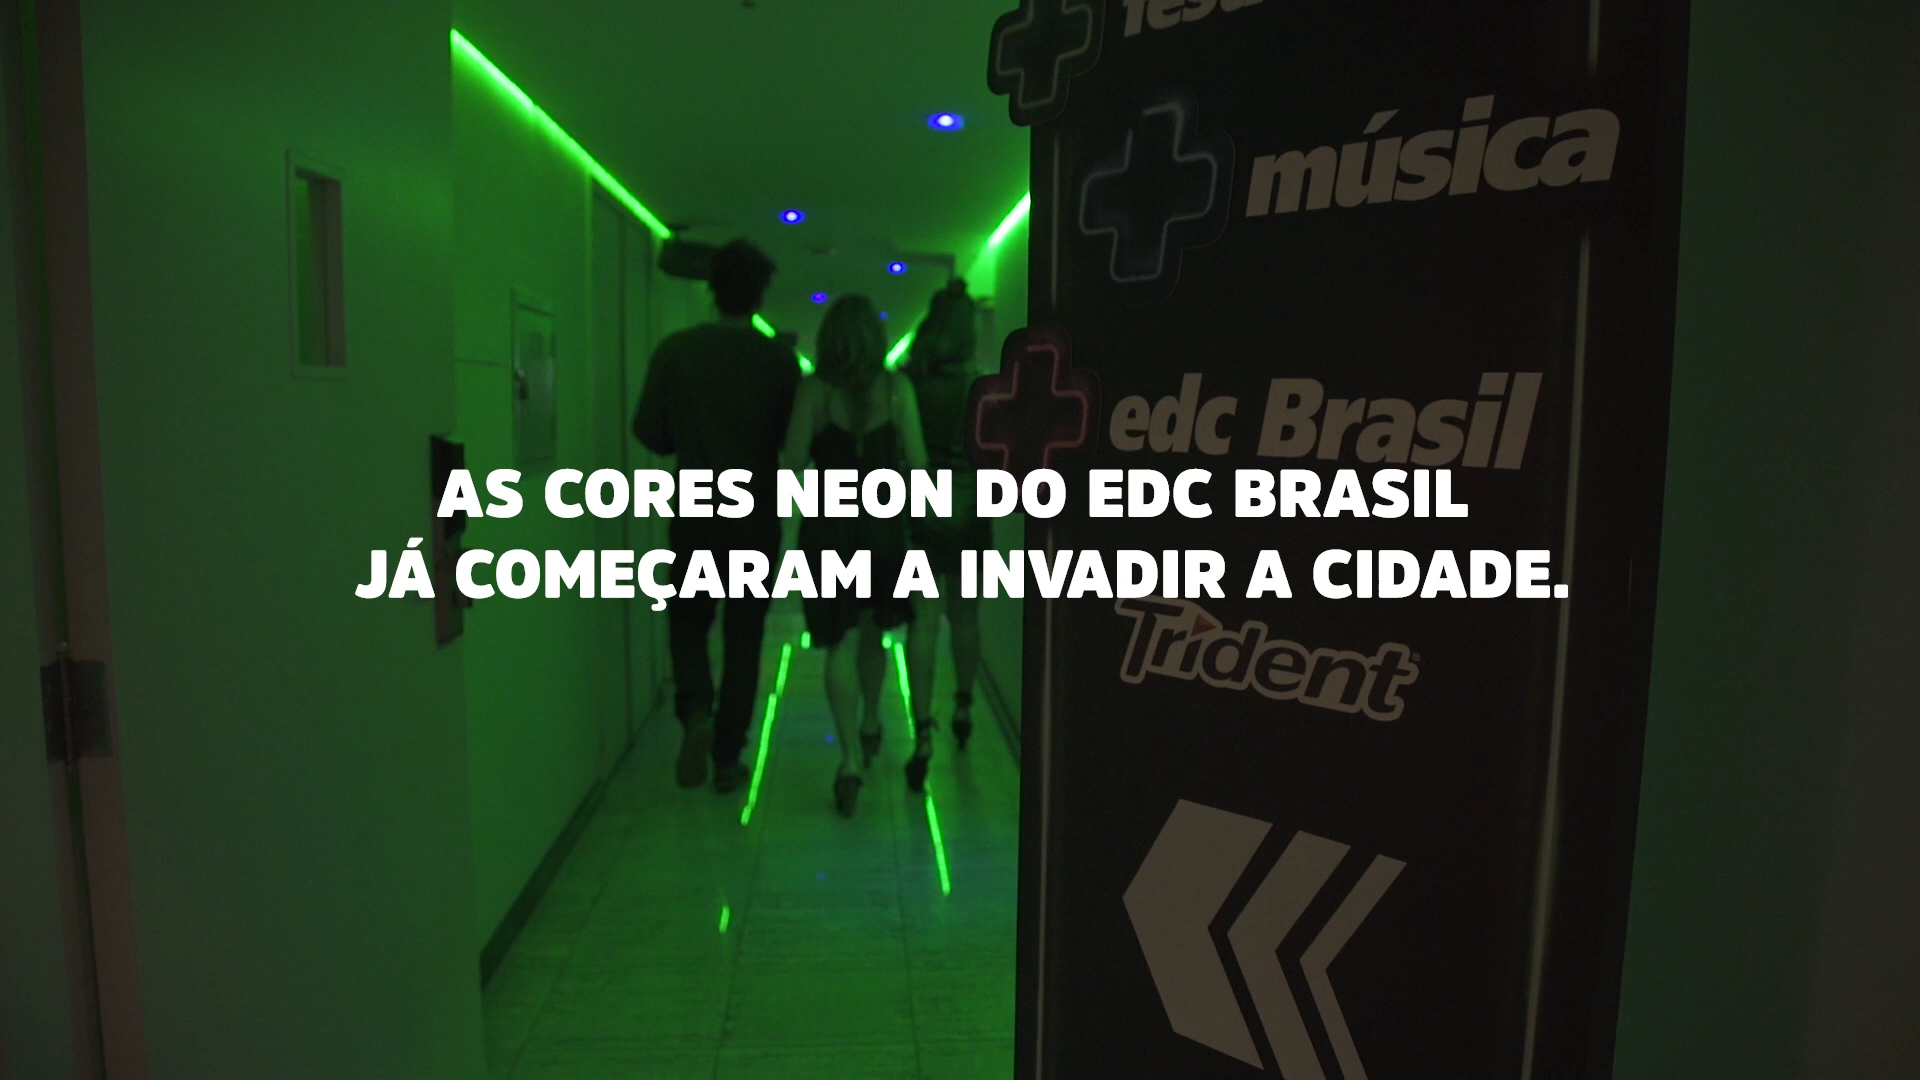 música
edc Brasil
AS CORES NEON DO EDC BRASIL
JÁ COMEÇARAM A INVADIR A CIDADE.
Trident